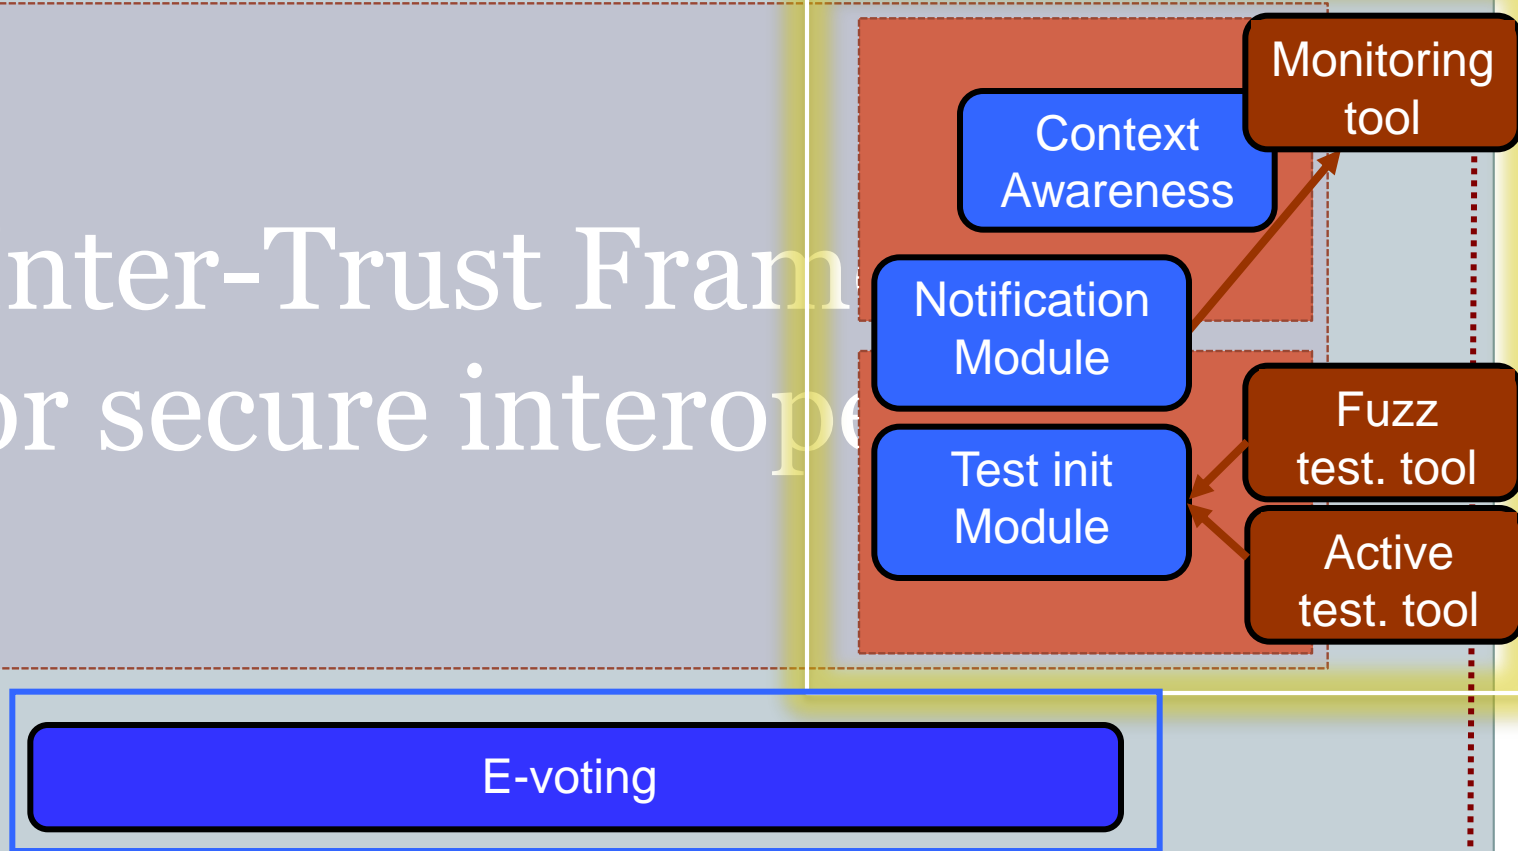 Monitoring
tool
Context
Awareness
nter-Trust Fram
Notification
Module
or secure interop
Fuzz
test. tool
Test init
Module
Active
test. tool
E-voting